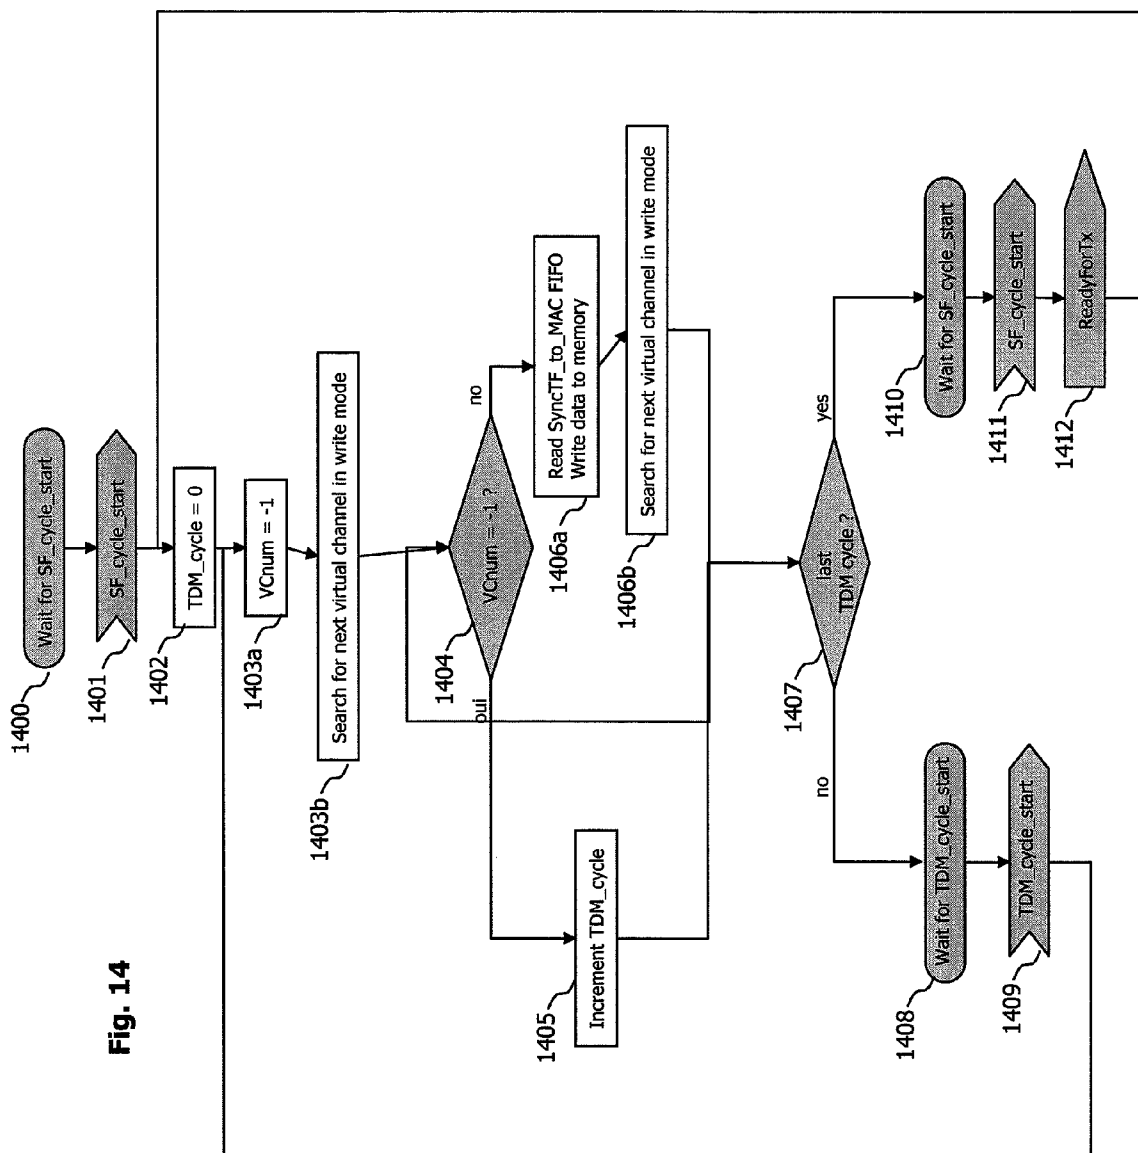 Fig. 14
Wait for SF_cycle_start
1400
SF_cycle_start
1401
TDM_cycle = 0
1402
VCnum = -1
1403a
Search for next virtual channel in write mode
1403b
VCnum = -1 ?
1404
oui
no
Increment TDM_cycle
1405
Read SyncTF_to_MAC FIFO
Write data to memory
1406a
Search for next virtual channel in write mode
1406b
last
TDM cycle ?
1407
no
yes
Wait for TDM_cycle_start
1408
TDM_cycle_start
1409
Wait for SF_cycle_start
1410
SF_cycle_start
1411
ReadyForTx
1412